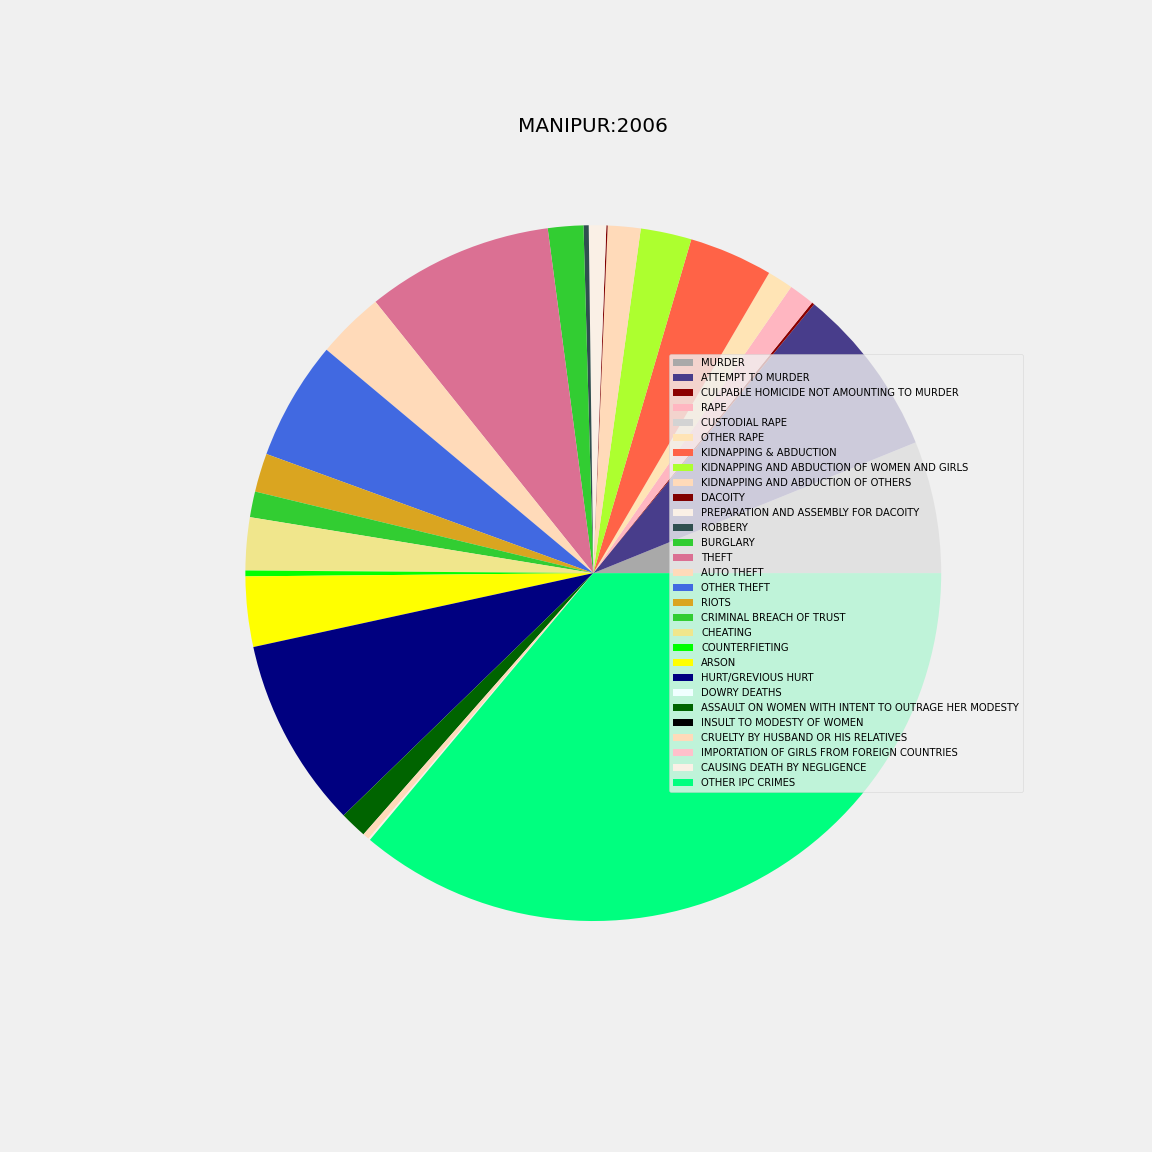 MANIPUR:2006
MURDER
ATTEMPT TO MURDER
CULPABLE HOMICIDE NOT AMOUNTING TO MURDER
RAPE
CUSTODIAL RAPE
OTHER RAPE
KIDNAPPING & ABDUCTION
KIDNAPPING AND ABDUCTION OF WOMEN AND GIRLS
KIDNAPPING AND ABDUCTION OF OTHERS
DACOITY
PREPARATION AND ASSEMBLY FOR DACOITY
ROBBERY
BURGLARY
THEFT
AUTO THEFT
OTHER THEFT
RIOTS
CRIMINAL BREACH OF TRUST
CHEATING
COUNTERFIETING
ARSON
HURT/GREVIOUS HURT
DOWRY DEATHS
ASSAULT ON WOMEN WITH INTENT TO OUTRAGE HER MODESTY
INSULT TO MODESTY OF WOMEN
CRUELTY BY HUSBAND OR HIS RELATIVES
IMPORTATION OF GIRLS FROM FOREIGN COUNTRIES
CAUSING DEATH BY NEGLIGENCE
OTHER IPC CRIMES